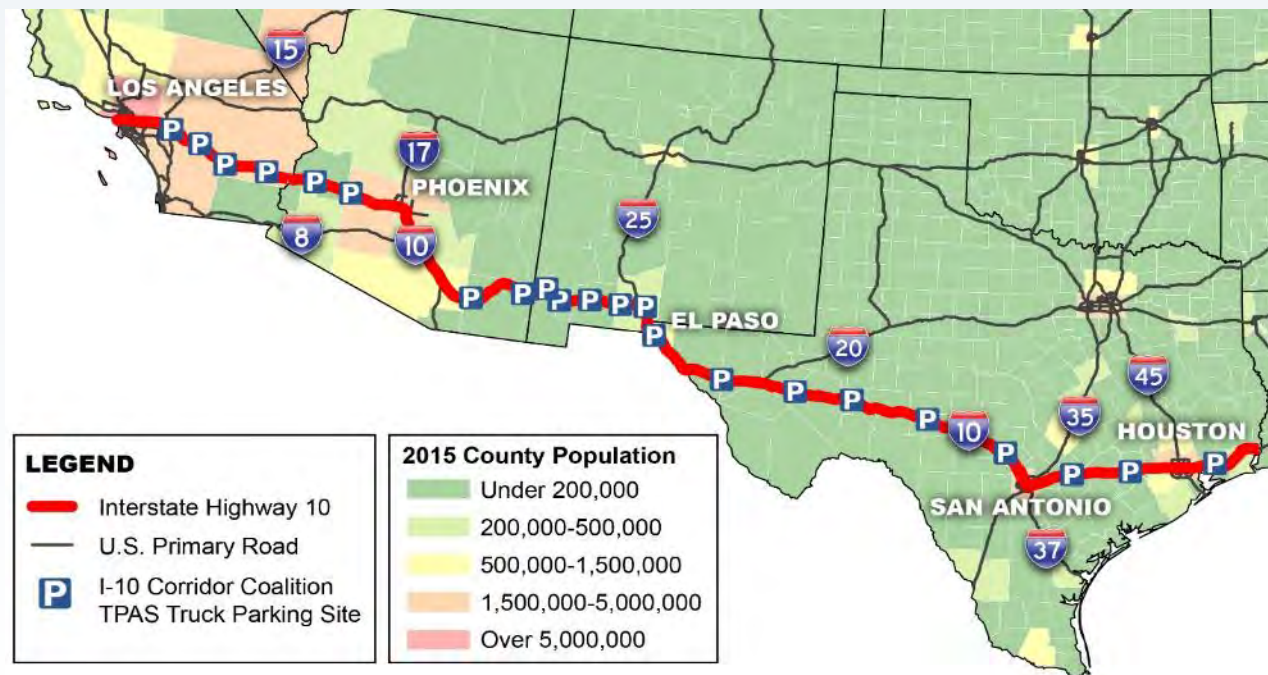 15
LOS ANGELES
P
P
P
P
P
P
17
PHOENIX
8
10
25
P
P
P
P
P
P
P
EL PASO
P
20
P
P
P
P
10
35
45
HOUSTON
P
P
P
P
SAN ANTONIO
37
LEGEND
Interstate Highway 10
U.S. Primary Road
P
I-10 Corridor Coalition
TPAS Truck Parking Site
2015 County Population
Under 200,000
200,000-500,000
500,000-1,500,000
1,500,000-5,000,000
Over 5,000,000